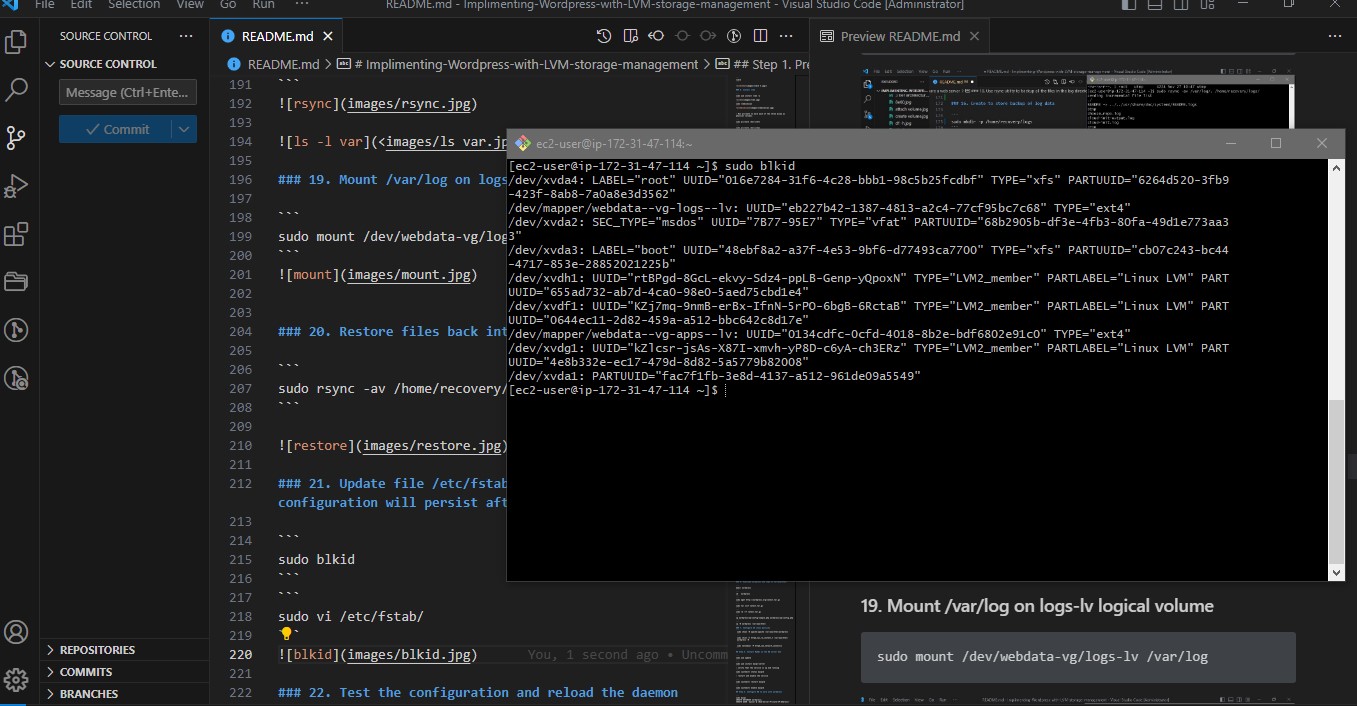 File Edit Selection View Go Run ··· README.md - Implimenting-Wordpress-with-LVM-storage-management - Visual Studio Code [Administrator]
SOURCE CONTROL ···
README.md
Preview README.md
SOURCE CONTROL
Message (Ctrl+Ente...
Commit
REPOSITORIES
COMMITS
BRANCHES
README.md > # Implimenting-Wordpress-with-LVM-storage-management > ## Step 1. Pre
191 ```
192 ![rsync](images/rsync.jpg)
193
194 ![ls -l var](<images/ls var.jp
195
196 ### 19. Mount /var/log on logs
197
198 ```
199 sudo mount /dev/webdata-vg/log
200 ```
201 ![mount](images/mount.jpg)
202
203
204 ### 20. Restore files back int
205
206 ```
207 sudo rsync -av /home/recovery/
208 ```
209
210 ![restore](images/restore.jpg)
211
212 ### 21. Update file /etc/fstab
configuration will persist aft
213
214 ```
215 sudo blkid
216 ```
217 ```
218 sudo vi /etc/fstab/
219 ```
220 ![blkid](images/blkid.jpg) You, 1 second ago • Uncomm
221
222 ### 22. Test the configuration and reload the daemon
ec2-user@ip-172-31-47-114:~
[ec2-user@ip-172-31-47-114 ~]$ sudo blkid
/dev/xvda4: LABEL="root" UUID="016e7284-31f6-4c28-bbb1-98c5b25fcdbf" TYPE="xfs" PARTUUID="6264d520-3fb9
-423f-8ab8-7a0a8e3d3562"
/dev/mapper/webdata--vg-logs--lv: UUID="eb227b42-1387-4813-a2c4-77cf95bc7c68" TYPE="ext4"
/dev/xvda2: SEC_TYPE="msdos" UUID="7B77-95E7" TYPE="vfat" PARTUUID="68b2905b-df3e-4fb3-80fa-49d1e773aa3
3"
/dev/xvda3: LABEL="boot" UUID="48ebf8a2-a37f-4e53-9bf6-d77493ca7700" TYPE="xfs" PARTUUID="cb07c243-bc44
-4717-853e-28852021225b"
/dev/xvdh1: UUID="rtBPgd-8GcL-ekvy-Sdz4-ppLB-Genp-yQpoxN" TYPE="LVM2_member" PARTLABEL="Linux LVM" PART
UUID="655ad732-ab7d-4ca0-98e0-5aed75cbd1e4"
/dev/xvdf1: UUID="KZj7mq-9nmB-erBx-IfnN-5rPO-6bgB-6RctaB" TYPE="LVM2_member" PARTLABEL="Linux LVM" PART
UUID="0644ec11-2d82-459a-a512-bbc642c8d17e"
/dev/mapper/webdata--vg-apps--lv: UUID="0134cdfc-0cfd-4018-8b2e-bdf6802e91c0" TYPE="ext4"
/dev/xvdg1: UUID="kZlcsr-jsAs-X87I-xmvh-yP8D-c6yA-ch3ERz" TYPE="LVM2_member" PARTLABEL="Linux LVM" PART
UUID="4e8b332e-ec17-479d-8d82-5a5779b82008"
/dev/xvda1: PARTUUID="fac7f1fb-3e8d-4137-a512-961de09a5549"
[ec2-user@ip-172-31-47-114 ~]$
19. Mount /var/log on logs-lv logical volume
sudo mount /dev/webdata-vg/logs-lv /var/log